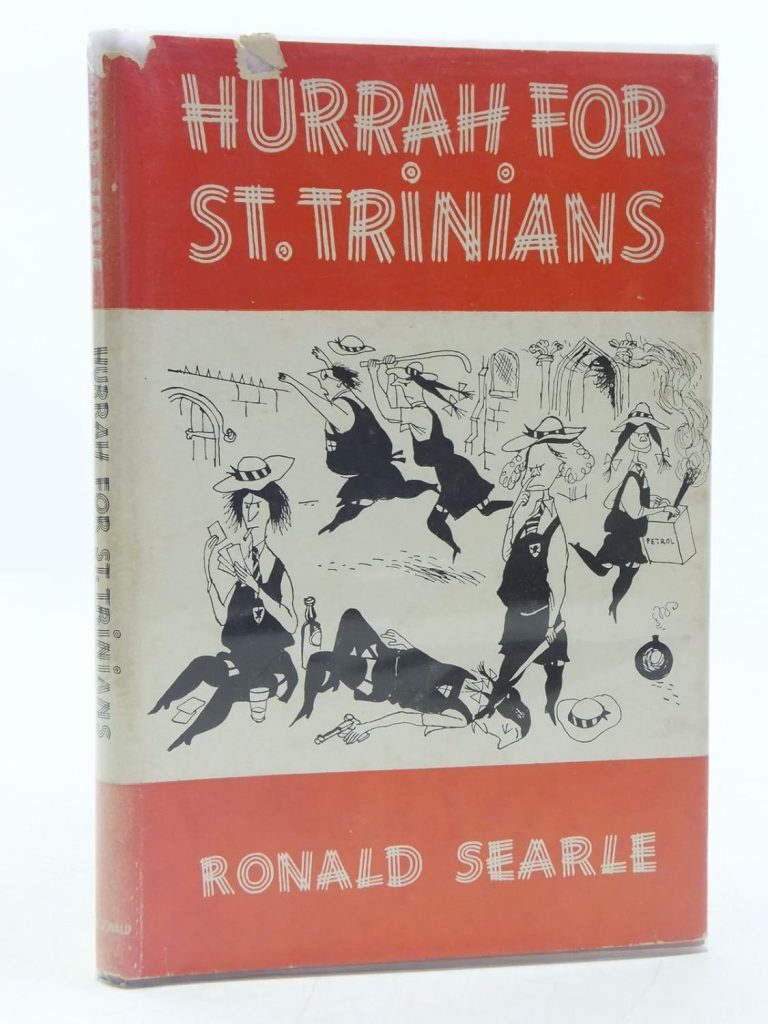 HURRAH FOR
ST. TRINIANS
PETROL
RONALD SEARLE
HURRAH FOR ST. TRINIANS